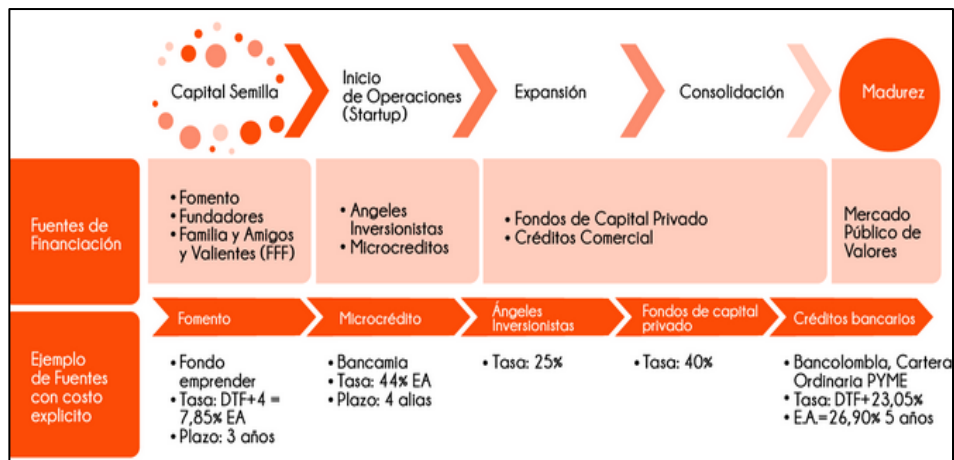 Capital Semilla
Inicio
de Operaciones
(Startup)
Expansión
Consolidación
Madurez
Fuentes de
Financiación
• Fomento
• Fundadores
• Familia y Amigos
y Valientes (FFF)
• Angeles
Inversionistas
• Microcreditos
• Fondos de Capital Privado
• Créditos Comercial
Mercado
Público de
Valores
Fomento
Microcrédito
Ángeles
Inversionistas
Fondos de capital
privado
Créditos bancarios
Ejemplo
de Fuentes
con costo
explicito
• Fondo
emprender
• Tasa: DTF+4 =
7,85% EA
• Plazo: 3 años
• Bancamia
• Tasa: 44% EA
• Plazo: 4 alias
• Tasa: 25%
• Tasa: 40%
• Bancolombla, Cartera
Ordinaria PYME
• Tasa: DTF+23,05%
• E.A.=26,90% 5 años